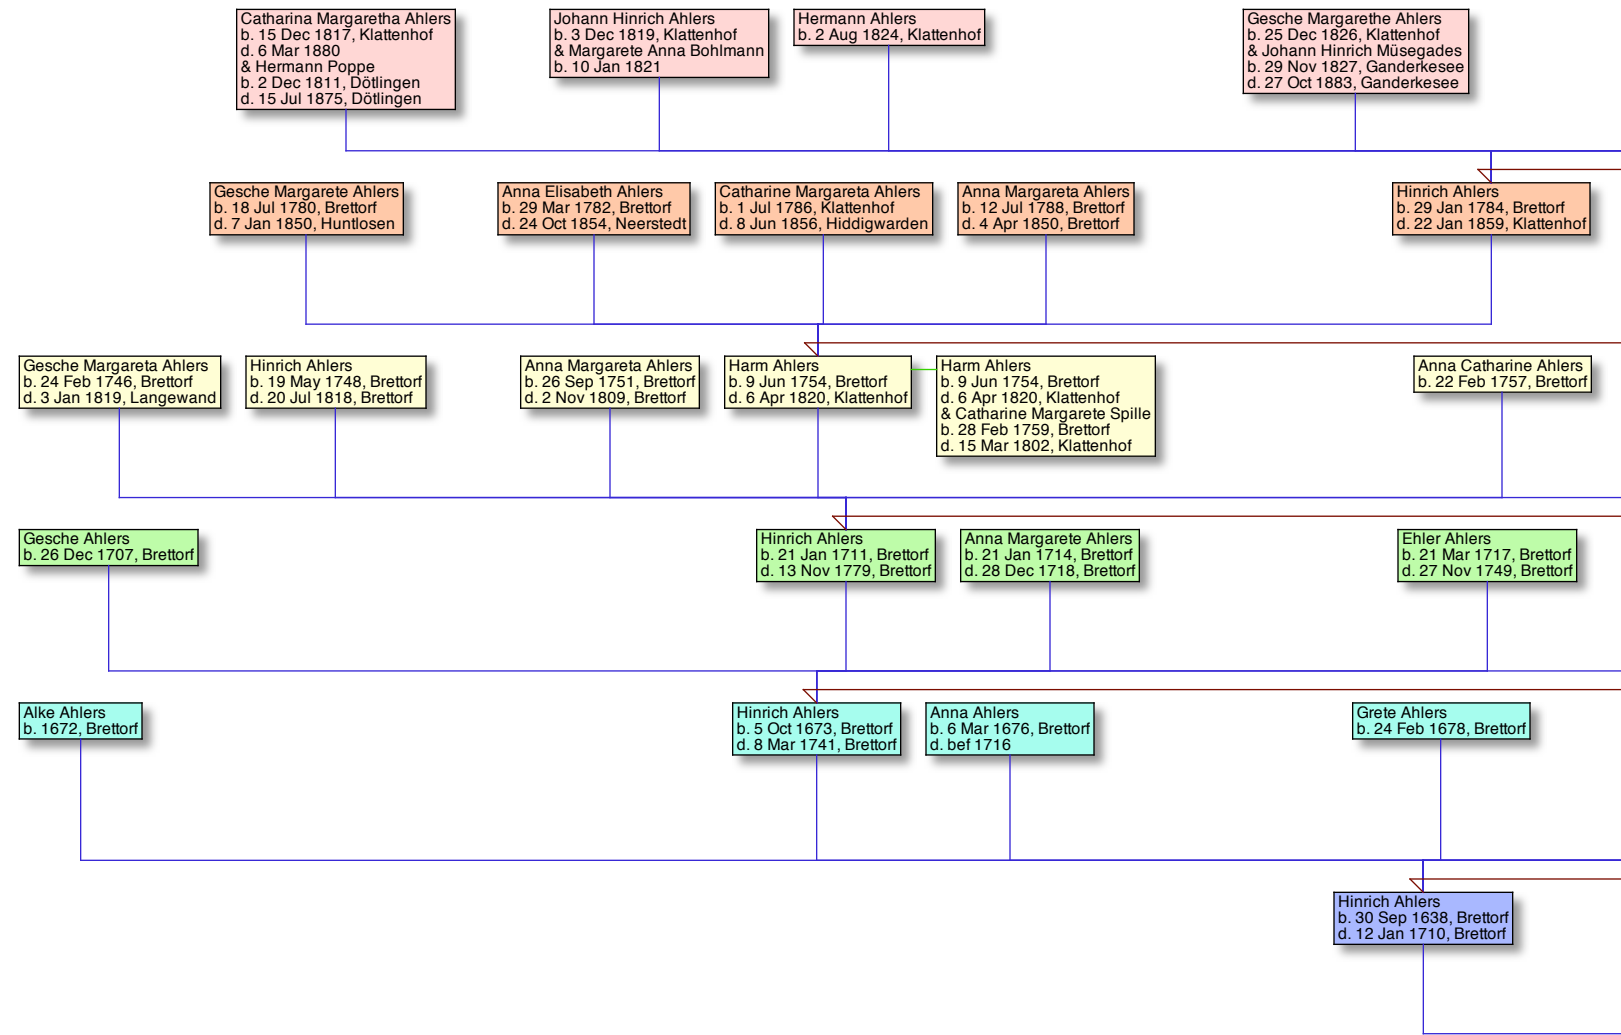 Catharina Margaretha Ahlers
b. 15 Dec 1817, Klattenhof
d. 6 Mar 1880
& Hermann Poppe
b. 2 Dec 1811, Dötlingen
d. 15 Jul 1875, Dötlingen
Johann Hinrich Ahlers
b. 3 Dec 1819, Klattenhof
& Margarete Anna Bohlmann
b. 10 Jan 1821
Hermann Ahlers
b. 2 Aug 1824, Klattenhof
Gesche Margarethe Ahlers
b. 25 Dec 1826, Klattenhof
& Johann Hinrich Müsegades
b. 29 Nov 1827, Ganderkesee
d. 27 Oct 1883, Ganderkesee
Gesche Margarete Ahlers
b. 18 Jul 1780, Brettorf
d. 7 Jan 1850, Huntlosen
Anna Elisabeth Ahlers
b. 29 Mar 1782, Brettorf
d. 24 Oct 1854, Neerstedt
Catharine Margareta Ahlers
b. 1 Jul 1786, Klattenhof
d. 8 Jun 1856, Hiddigwarden
Anna Margareta Ahlers
b. 12 Jul 1788, Brettorf
d. 4 Apr 1850, Brettorf
Hinrich Ahlers
b. 29 Jan 1784, Brettorf
d. 22 Jan 1859, Klattenhof
Gesche Margareta Ahlers
b. 24 Feb 1746, Brettorf
d. 3 Jan 1819, Langewand
Hinrich Ahlers
b. 19 May 1748, Brettorf
d. 20 Jul 1818, Brettorf
Anna Margareta Ahlers
b. 26 Sep 1751, Brettorf
d. 2 Nov 1809, Brettorf
Harm Ahlers
b. 9 Jun 1754, Brettorf
d. 6 Apr 1820, Klattenhof
Harm Ahlers
b. 9 Jun 1754, Brettorf
d. 6 Apr 1820, Klattenhof
& Catharine Margarete Spille
b. 28 Feb 1759, Brettorf
d. 15 Mar 1802, Klattenhof
Anna Catharine Ahlers
b. 22 Feb 1757, Brettorf
Gesche Ahlers
b. 26 Dec 1707, Brettorf
Hinrich Ahlers
b. 21 Jan 1711, Brettorf
d. 13 Nov 1779, Brettorf
Anna Margarete Ahlers
b. 21 Jan 1714, Brettorf
d. 28 Dec 1718, Brettorf
Ehler Ahlers
b. 21 Mar 1717, Brettorf
d. 27 Nov 1749, Brettorf
Alke Ahlers
b. 1672, Brettorf
Hinrich Ahlers
b. 5 Oct 1673, Brettorf
d. 8 Mar 1741, Brettorf
Anna Ahlers
b. 6 Mar 1676, Brettorf
d. bef 1716
Grete Ahlers
b. 24 Feb 1678, Brettorf
Hinrich Ahlers
b. 30 Sep 1638, Brettorf
d. 12 Jan 1710, Brettorf